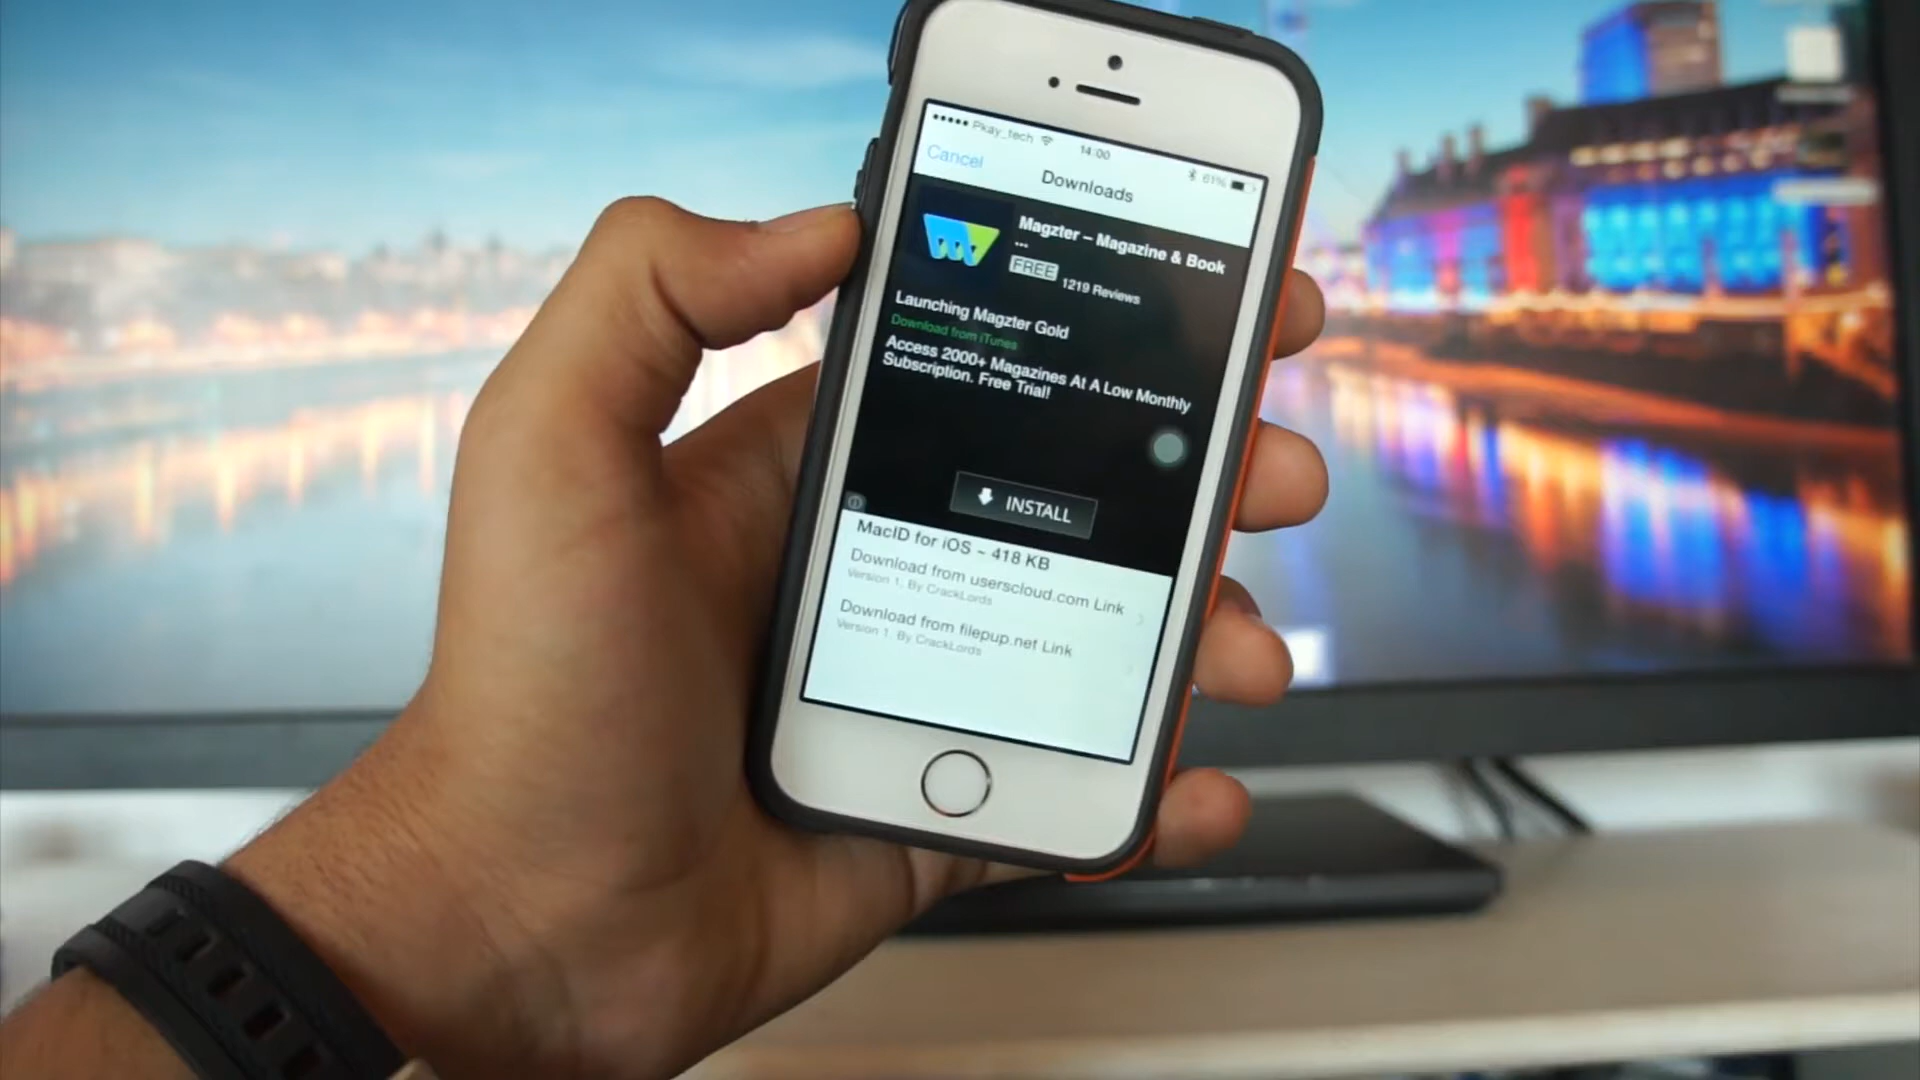 ●●●●● Pkay_tech 14:00 61%
Cancel
Downloads
Magzter – Magazine & Book
...
FREE 1219 Reviews
Launching Magzter Gold
Download from iTunes
Access 2000+ Magazines At A Low Monthly
Subscription. Free Trial!
INSTALL
MacID for iOS ~ 418 KB
Download from userscloud.com Link
Version 1. By CrackLords
Download from filepup.net Link
Version 1. By CrackLords